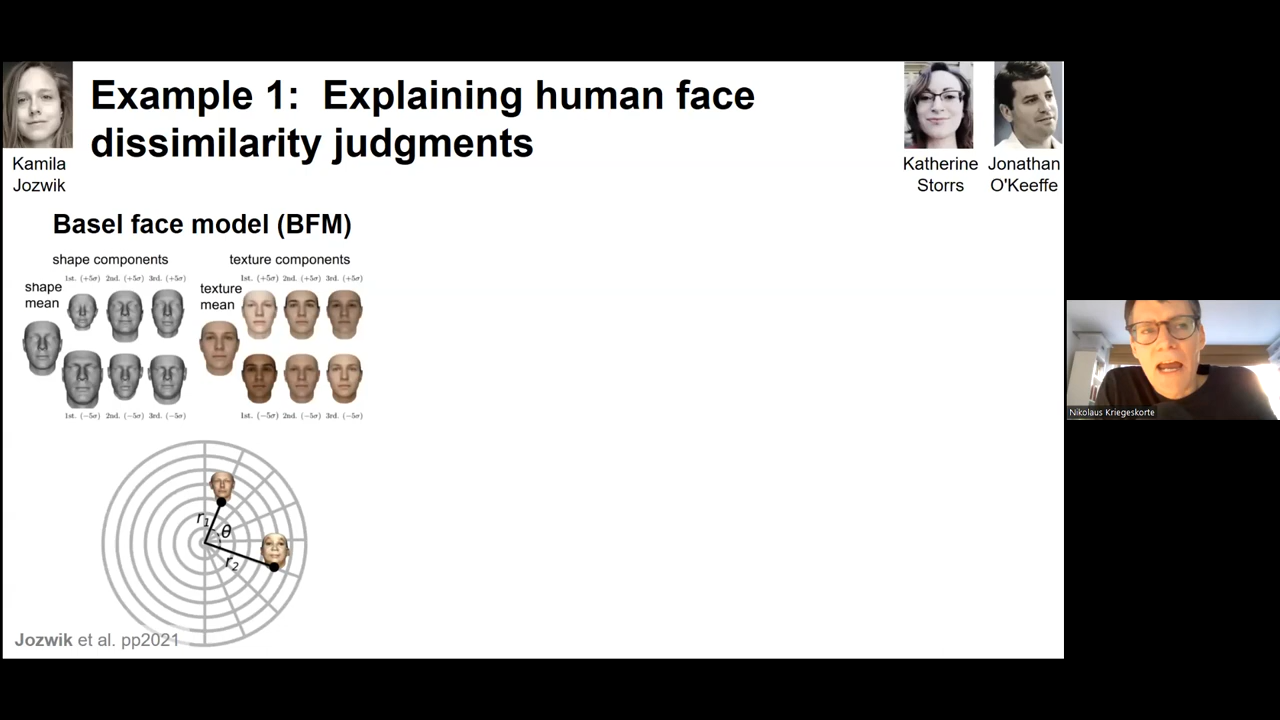 Example 1: Explaining human face
dissimilarity judgments
Kamila
Jozwik
Katherine
Storrs
Jonathan
O'Keeffe
Basel face model (BFM)
shape components
texture components
1st. (+5σ) 2nd. (+5σ) 3rd. (+5σ)
1st. (+5σ) 2nd. (+5σ) 3rd. (+5σ)
shape
mean
texture
mean
1st. (−5σ) 2nd. (−5σ) 3rd. (−5σ)
1st. (−5σ) 2nd. (−5σ) 3rd. (−5σ)
r1
θ
r2
Jozwik et al. pp2021
Nikolaus Kriegeskorte